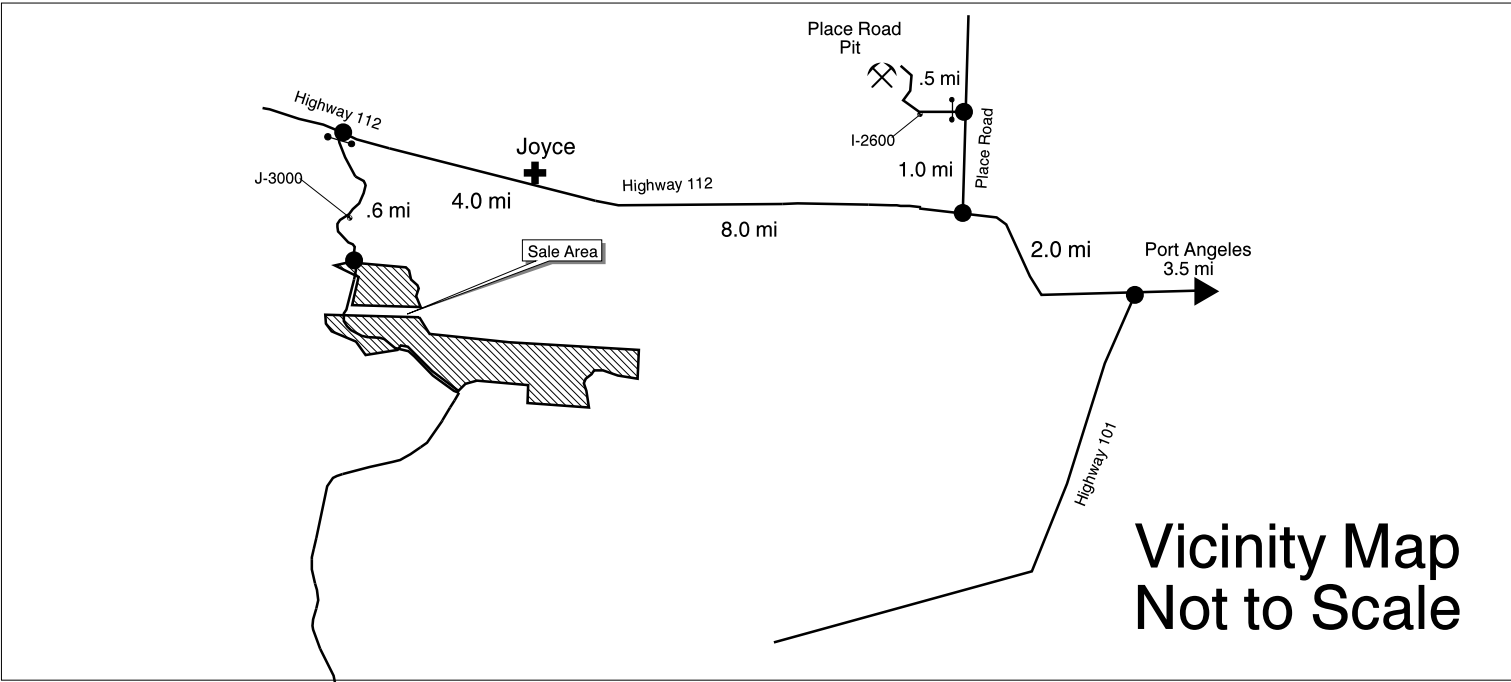 Place Road
Pit
.5 mi
Highway 112
I-2600
Place Road
Joyce
1.0 mi
J-3000
Highway 112
4.0 mi
.6 mi
8.0 mi
Sale Area
2.0 mi
Port Angeles
3.5 mi
Highway 101
Vicinity Map
Not to Scale